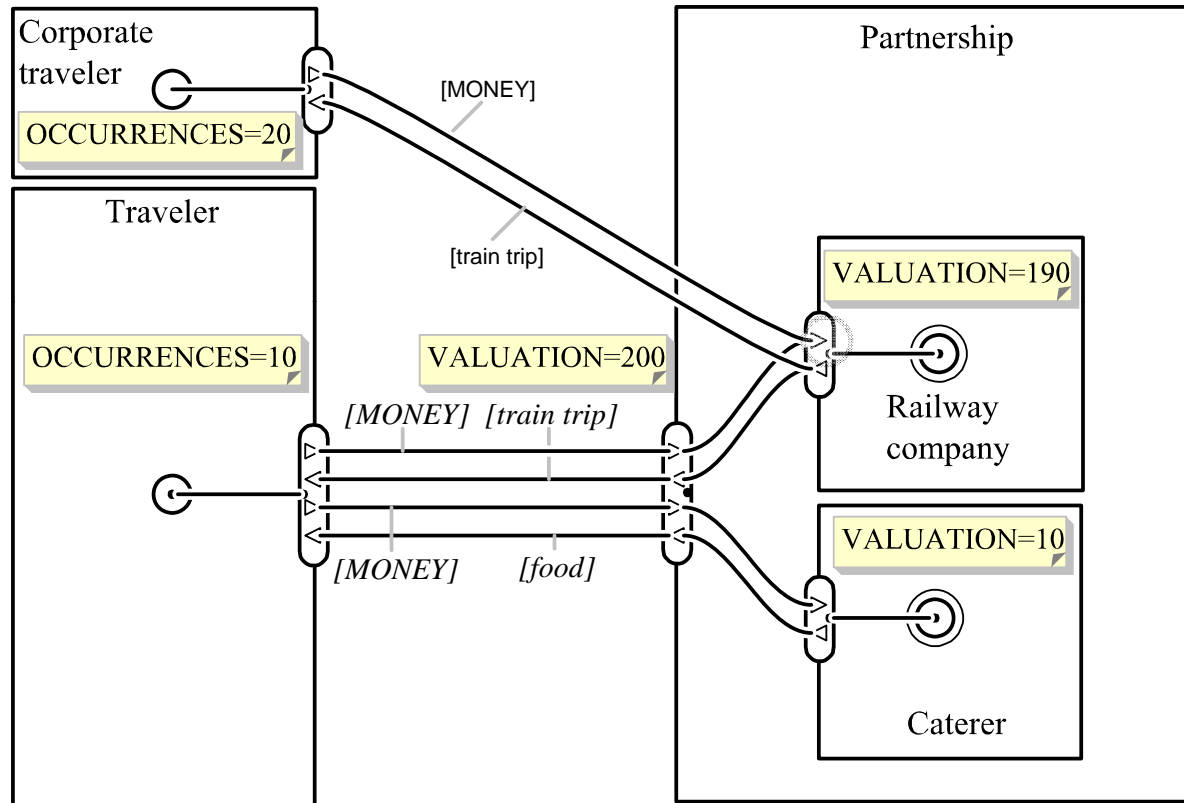 Corporate
traveler
OCCURRENCES=20
Partnership
[MONEY]
[train trip]
Traveler
VALUATION=190
OCCURRENCES=10
VALUATION=200
[MONEY] [train trip]
Railway
company
[MONEY] [food]
VALUATION=10
Caterer